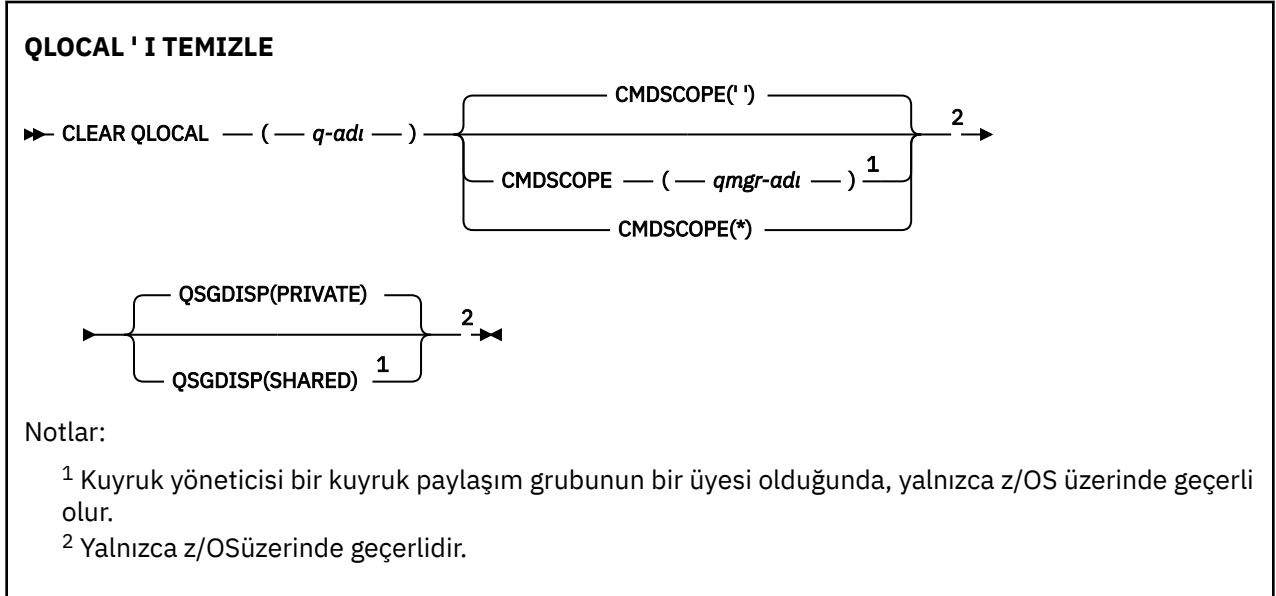 QLOCAL ' I TEMIZLE
CMDSCOPE(' ')
CLEAR QLOCAL ( q-adı ) 2
CMDSCOPE ( qmgr-adı ) 1
CMDSCOPE(*)
QSGDISP(PRIVATE)
2
QSGDISP(SHARED) 1
Notlar:
1 Kuyruk yöneticisi bir kuyruk paylaşım grubunun bir üyesi olduğunda, yalnızca z/OS üzerinde geçerli
olur.
2 Yalnızca z/OSüzerinde geçerlidir.